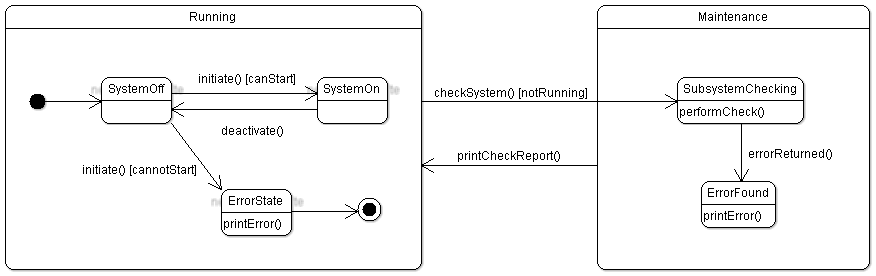 Running
Maintenance
SystemOff
initiate() [canStart]
SystemOn
deactivate()
checkSystem() [notRunning]
SubsystemChecking
performCheck()
initiate() [cannotStart]
printCheckReport()
errorReturned()
ErrorState
printError()
ErrorFound
printError()